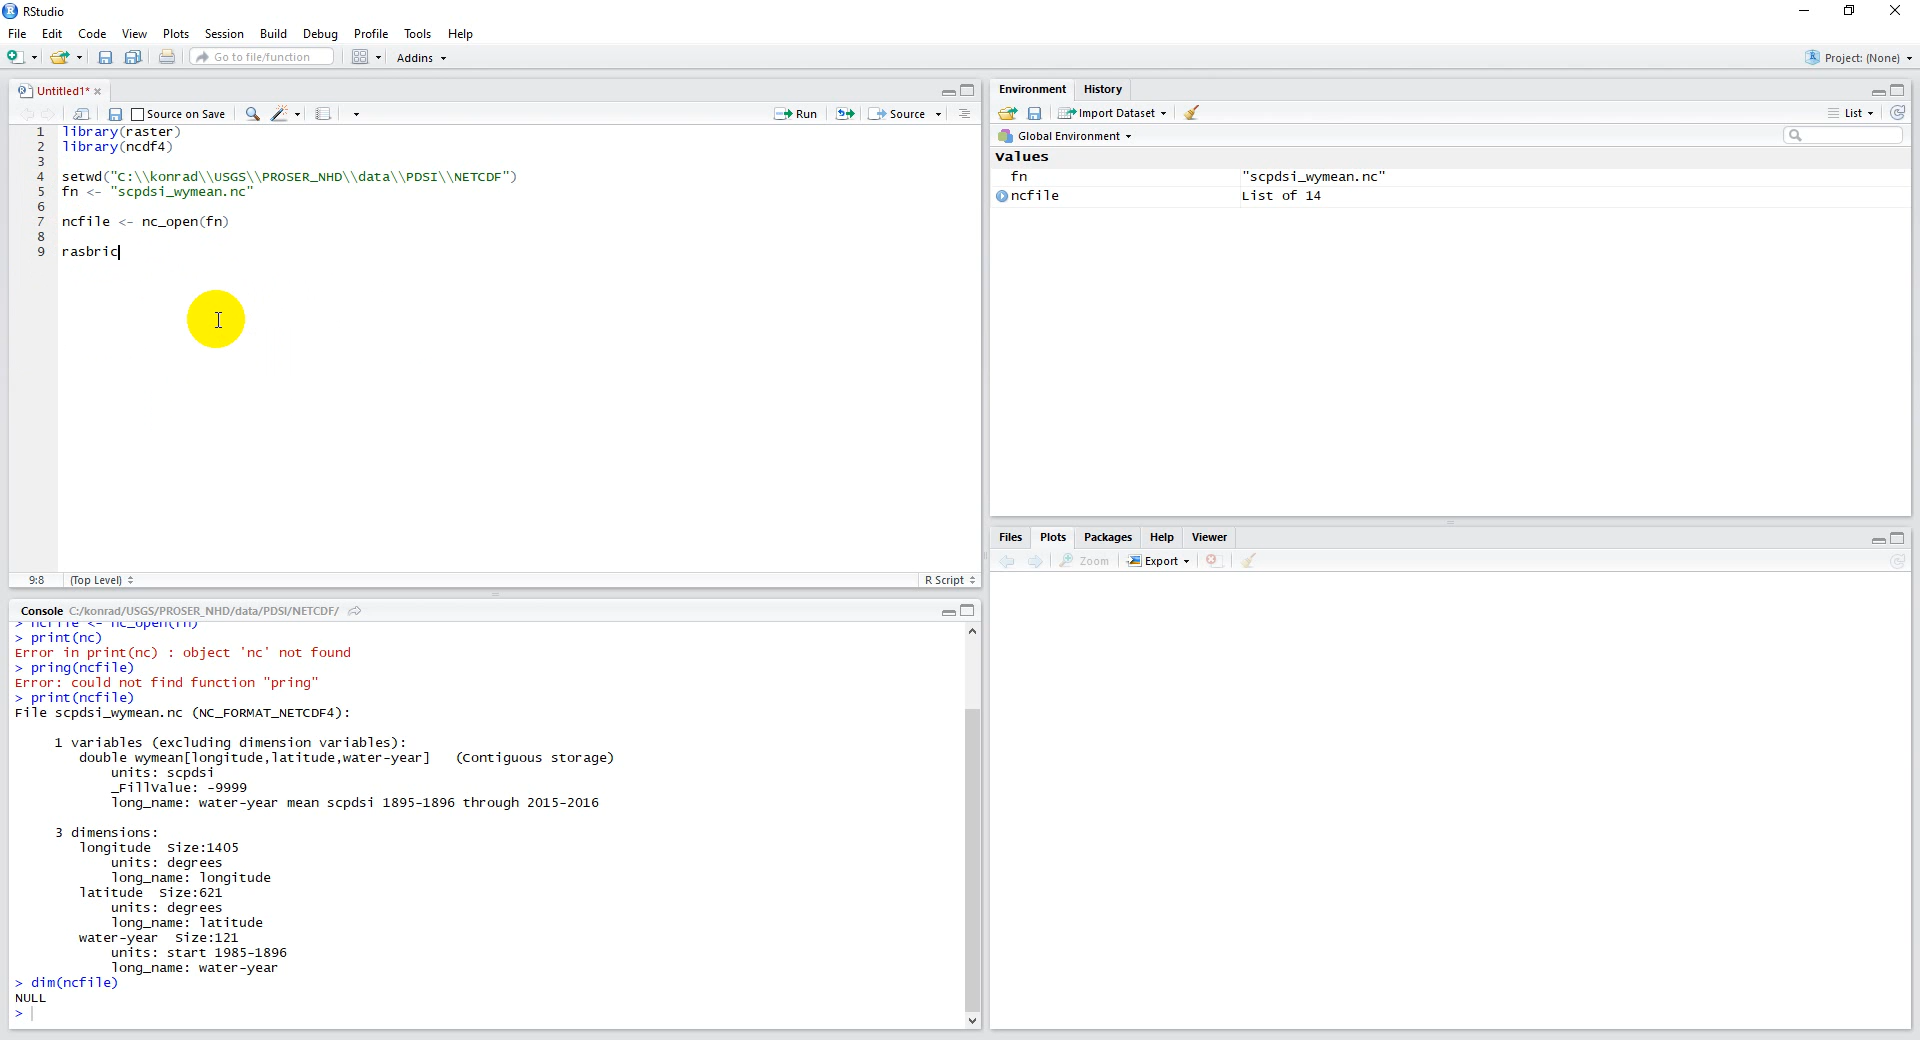 RStudio
File Edit Code View Plots Session Build Debug Profile Tools Help
Go to file/function Addins Project: (None)
Untitled1*
Source on Save Run Source
1 library(raster)
2 library(ncdf4)
3
4 setwd("C:\\konrad\\USGS\\PROSER_NHD\\data\\PDSI\\NETCDF")
5 fn <- "scpdsi_wymean.nc"
6
7 ncfile <- nc_open(fn)
8
9 rasbric
9:8 (Top Level) R Script
Console C:/konrad/USGS/PROSER_NHD/data/PDSI/NETCDF/
> ncfile <- nc_open(fn)
> print(nc)
Error in print(nc) : object 'nc' not found
> pring(ncfile)
Error: could not find function "pring"
> print(ncfile)
File scpdsi_wymean.nc (NC_FORMAT_NETCDF4):
1 variables (excluding dimension variables):
double wymean[longitude,latitude,water-year] (Contiguous storage)
units: scpdsi
_FillValue: -9999
long_name: water-year mean scpdsi 1895-1896 through 2015-2016
3 dimensions:
longitude Size:1405
units: degrees
long_name: longitude
latitude Size:621
units: degrees
long_name: latitude
water-year Size:121
units: start 1985-1896
long_name: water-year
> dim(ncfile)
NULL
>
Environment History
Import Dataset List
Global Environment
Values
fn "scpdsi_wymean.nc"
ncfile List of 14
Files Plots Packages Help Viewer
Zoom Export